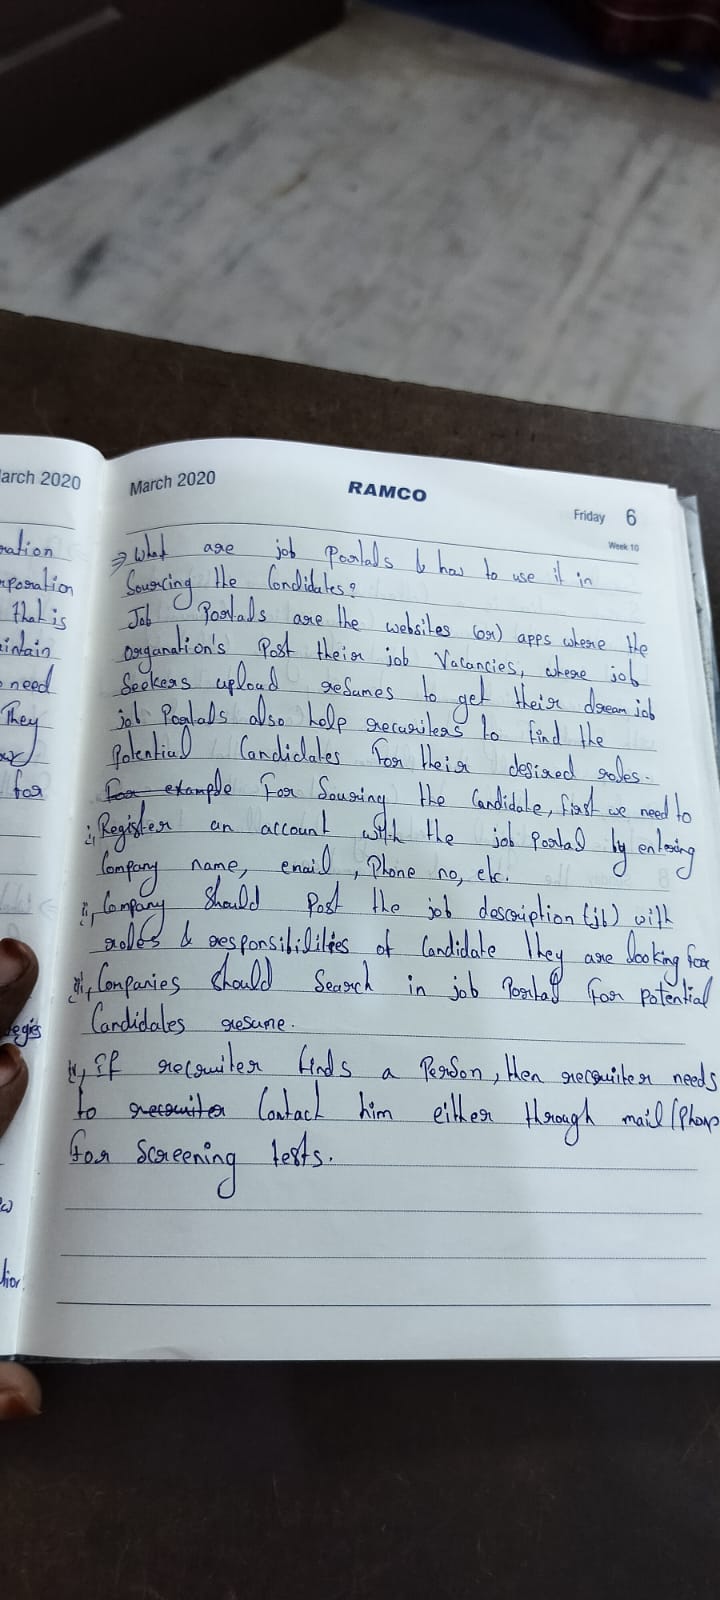 arch 2020
March 2020
RAMCO
Friday 6
Week 10
ration
poration
that is
intain
need
They
for
egis
=> What are job Portals & how to use it in
Sourcing the Candidates?
Job Portals are the websites (or) apps where the
organation's Post their job Vacancies, where job
Seekers upload resumes to get their dream job
job Portals also help recuriters to find the
Potential Candidates For their desired roles.
For example For Souring the Candidate, first we need to
i, Register an account with the job Portal by entering
Company name, email, Phone no, etc.
ii, Company Should Post the job description (jb) with
roles & responsibilities of Candidate they are looking for
iii, Companies Should Search in job Portal For potential
Candidates resume.
iv, if recruiter finds a Person, then recruiter needs
to recruiter Contact him either through mail/Phone
for Screening tests.